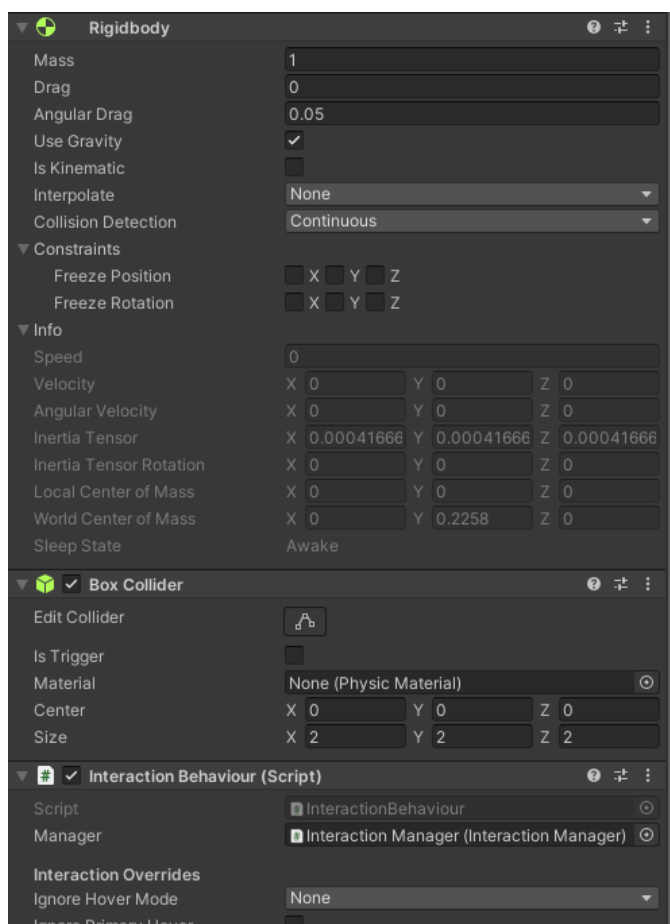 Rigidbody
Mass 1
Drag 0
Angular Drag 0.05
Use Gravity
Is Kinematic
Interpolate None
Collision Detection Continuous
Constraints
Freeze Position X Y Z
Freeze Rotation X Y Z
Info
Speed 0
Velocity X 0 Y 0 Z 0
Angular Velocity X 0 Y 0 Z 0
Inertia Tensor X 0.00041666 Y 0.00041666 Z 0.00041666
Inertia Tensor Rotation X 0 Y 0 Z 0
Local Center of Mass X 0 Y 0 Z 0
World Center of Mass X 0 Y 0.2258 Z 0
Sleep State Awake
Box Collider
Edit Collider
Is Trigger
Material None (Physic Material)
Center X 0 Y 0 Z 0
Size X 2 Y 2 Z 2
# Interaction Behaviour (Script)
Script InteractionBehaviour
Manager Interaction Manager (Interaction Manager)
Interaction Overrides
Ignore Hover Mode None
Ignore Primary Hover